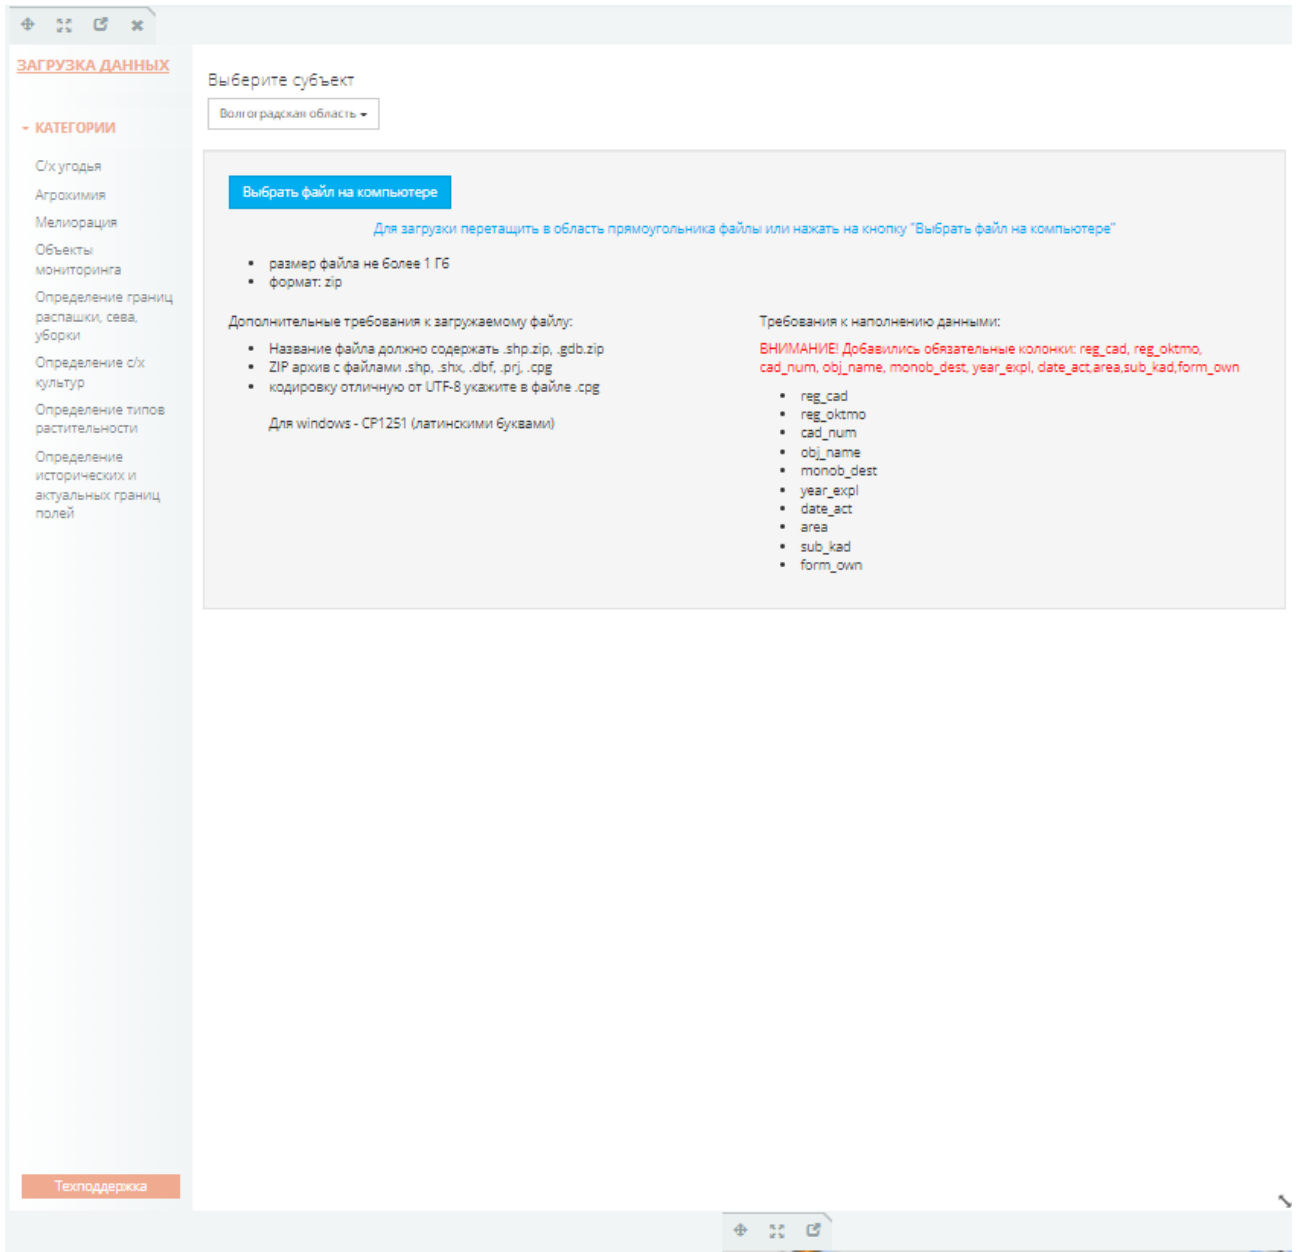 ЗАГРУЗКА ДАННЫХ
КАТЕГОРИИ
С/х угодья
Агрохимия
Мелиорация
Объекты
мониторинга
Определение границ
распашки, сева,
уборки
Определение с/х
культур
Определение типов
растительности
Определение
исторических и
актуальных границ
полей
Техподдержка
Выберите субъект
Волгоградская область
Выбрать файл на компьютере
Для загрузки перетащить в область прямоугольника файлы или нажать на кнопку "Выбрать файл на компьютере"
• размер файла не более 1 Гб
• формат: zip
Дополнительные требования к загружаемому файлу:
• Название файла должно содержать .shp.zip, .gdb.zip
• ZIP архив с файлами .shp, .shx, .dbf, .prj, .cpg
• кодировку отличную от UTF-8 укажите в файле .cpg
Для windows - CP1251 (латинскими буквами)
Требования к наполнению данными:
ВНИМАНИЕ! Добавились обязательные колонки: reg_cad, reg_oktmo,
cad_num, obj_name, monob_dest, year_expl, date_act,area,sub_kad,form_own
• reg_cad
• reg_oktmo
• cad_num
• obj_name
• monob_dest
• year_expl
• date_act
• area
• sub_kad
• form_own